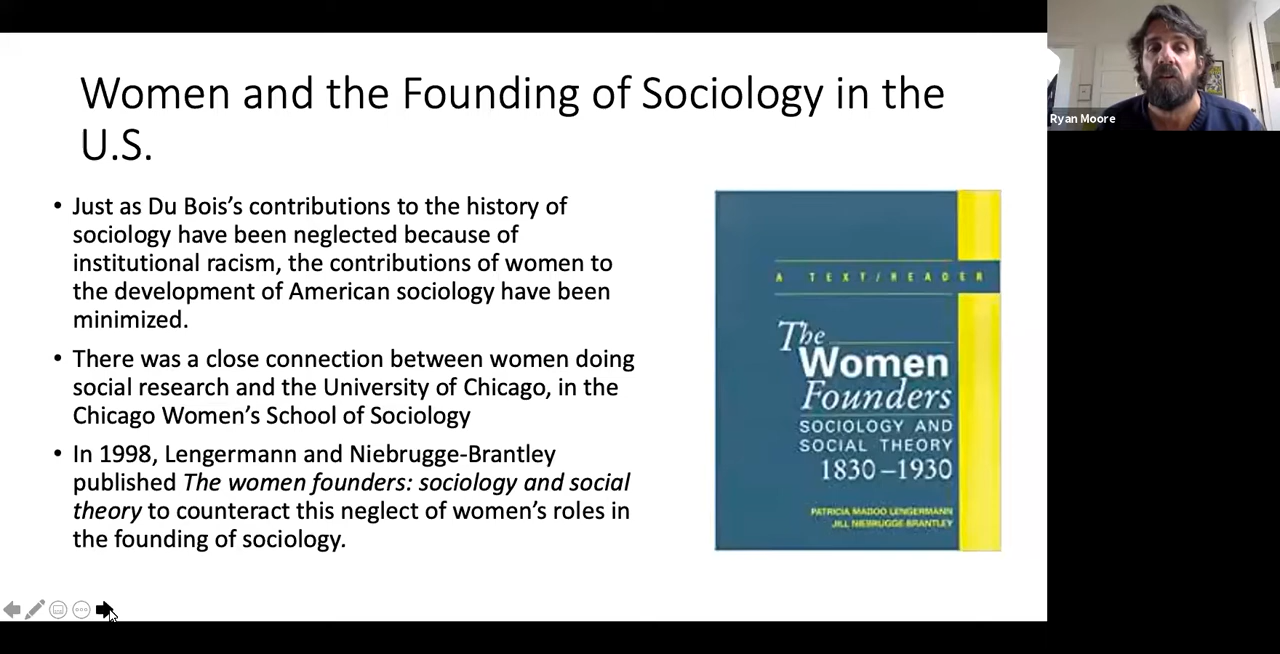 Women and the Founding of Sociology in the
U.S.
• Just as Du Bois’s contributions to the history of
sociology have been neglected because of
institutional racism, the contributions of women to
the development of American sociology have been
minimized.
• There was a close connection between women doing
social research and the University of Chicago, in the
Chicago Women’s School of Sociology
• In 1998, Lengermann and Niebrugge-Brantley
published The women founders: sociology and social
theory to counteract this neglect of women’s roles in
the founding of sociology.
A TEXT/READER
The
Women
Founders
SOCIOLOGY AND
SOCIAL THEORY
1830–1930
PATRICIA MADOO LENGERMANN
JILL NIEBRUGGE-BRANTLEY
Ryan Moore